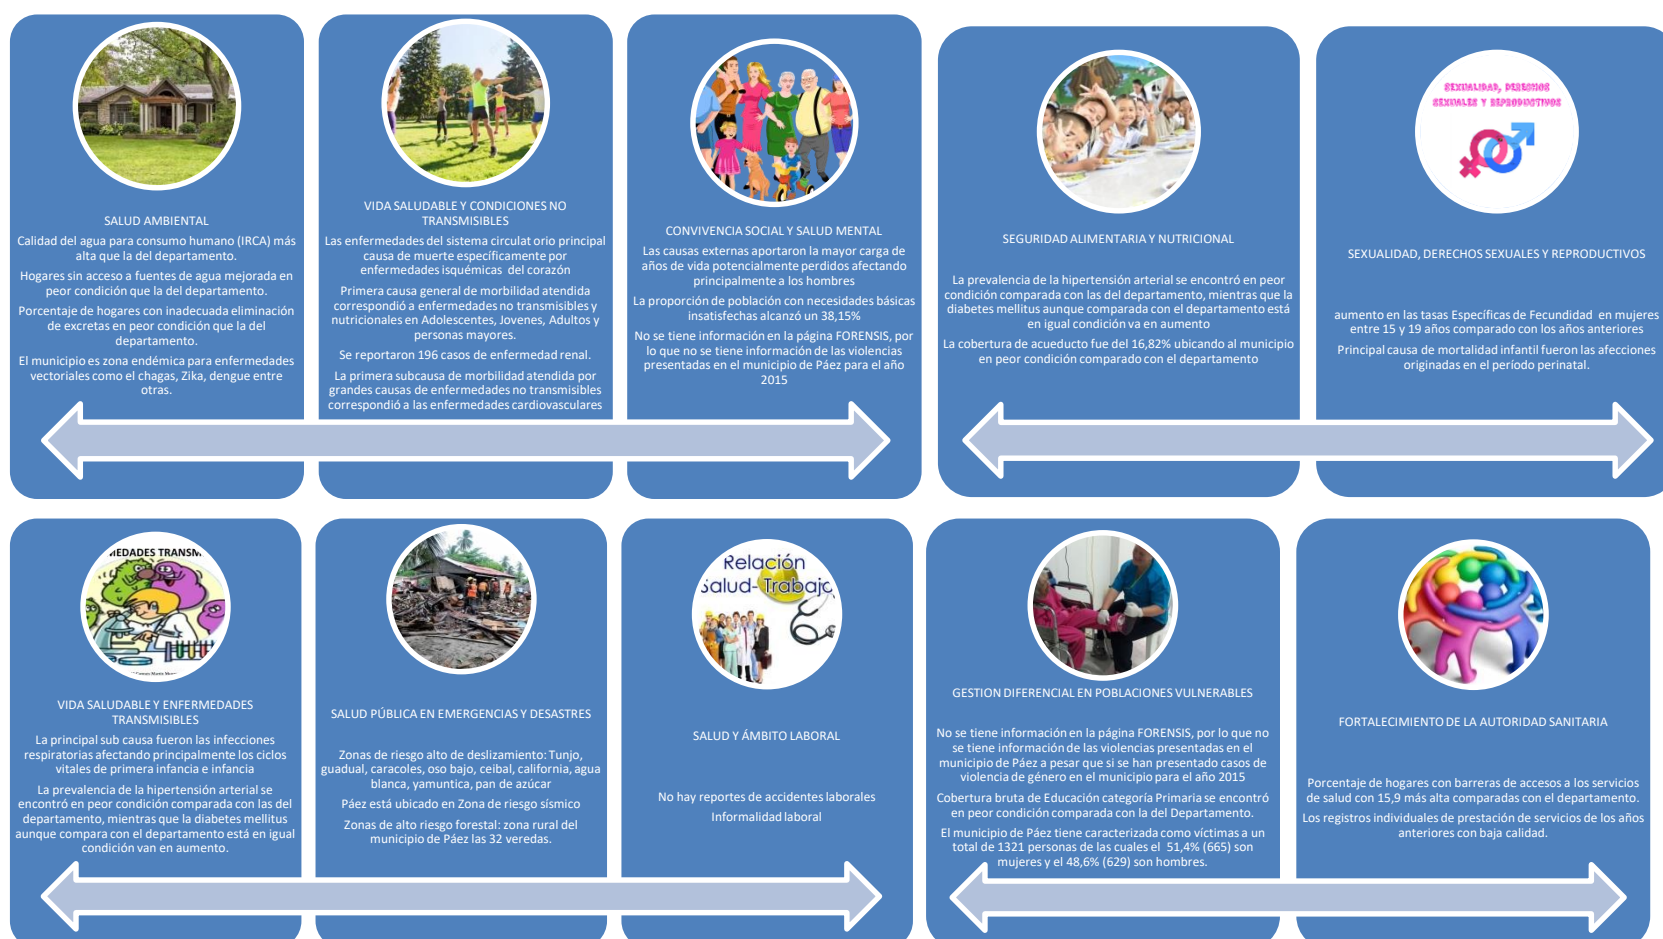 SALUD AMBIENTAL
Calidad del agua para consumo humano (IRCA) más
alta que la del departamento.
Hogares sin acceso a fuentes de agua mejorada en
peor condición que la del departamento.
Porcentaje de hogares con inadecuada eliminación
de excretas en peor condición que la del
departamento.
El municipio es zona endémica para enfermedades
vectoriales como el chagas, Zika, dengue entre
otras.
VIDA SALUDABLE Y CONDICIONES NO
TRANSMISIBLES
Las enfermedades del sistema circulat orio principal
causa de muerte específicamente por
enfermedades isquémicas del corazón
Primera causa general de morbilidad atendida
correspondió a enfermedades no transmisibles y
nutricionales en Adolescentes, Jovenes, Adultos y
personas mayores.
Se reportaron 196 casos de enfermedad renal.
La primera subcausa de morbilidad atendida por
grandes causas de enfermedades no transmisibles
correspondió a las enfermedades cardiovasculares
CONVIVENCIA SOCIAL Y SALUD MENTAL
Las causas externas aportaron la mayor carga de
años de vida potencialmente perdidos afectando
principalmente a los hombres
La proporción de población con necesidades básicas
insatisfechas alcanzó un 38,15%
No se tiene información en la página FORENSIS, por
lo que no se tiene información de las violencias
presentadas en el municipio de Páez para el año
2015
SEGURIDAD ALIMENTARIA Y NUTRICIONAL
La prevalencia de la hipertensión arterial se encontró en peor
condición comparada con las del departamento, mientras que la
diabetes mellitus aunque comparada con el departamento está
en igual condición va en aumento
La cobertura de acueducto fue del 16,82% ubicando al municipio
en peor condición comparado con el departamento
SEXUALIDAD, DERECHOS
SEXUALES Y REPRODUCTIVOS
SEXUALIDAD, DERECHOS SEXUALES Y REPRODUCTIVOS
aumento en las tasas Específicas de Fecundidad en mujeres
entre 15 y 19 años comparado con los años anteriores
Principal causa de mortalidad infantil fueron las afecciones
originadas en el período perinatal.
EDADES TRANSM
VIDA SALUDABLE Y ENFERMEDADES
TRANSMISIBLES
La principal sub causa fueron las infecciones
respiratorias afectando principalmente los ciclos
vitales de primera infancia e infancia
La prevalencia de la hipertensión arterial se
encontró en peor condición comparada con las del
departamento, mientras que la diabetes mellitus
aunque compara con el departamento está en igual
condición van en aumento.
SALUD PÚBLICA EN EMERGENCIAS Y DESASTRES
Zonas de riesgo alto de deslizamiento: Tunjo,
guadual, caracoles, oso bajo, ceibal, california, agua
blanca, yamuntica, pan de azúcar
Páez está ubicado en Zona de riesgo sísmico
Zonas de alto riesgo forestal: zona rural del
municipio de Páez las 32 veredas.
Relación
Salud-Trabajo
SALUD Y ÁMBITO LABORAL
No hay reportes de accidentes laborales
Informalidad laboral
GESTION DIFERENCIAL EN POBLACIONES VULNERABLES
No se tiene información en la página FORENSIS, por lo que no
se tiene información de las violencias presentadas en el
municipio de Páez a pesar que si se han presentado casos de
violencia de género en el municipio para el año 2015
Cobertura bruta de Educación categoría Primaria se encontró
en peor condición comparada con la del Departamento.
El municipio de Páez tiene caracterizada como víctimas a un
total de 1321 personas de las cuales el 51,4% (665) son
mujeres y el 48,6% (629) son hombres.
FORTALECIMIENTO DE LA AUTORIDAD SANITARIA
Porcentaje de hogares con barreras de accesos a los servicios
de salud con 15,9 más alta comparadas con el departamento.
Los registros individuales de prestación de servicios de los años
anteriores con baja calidad.